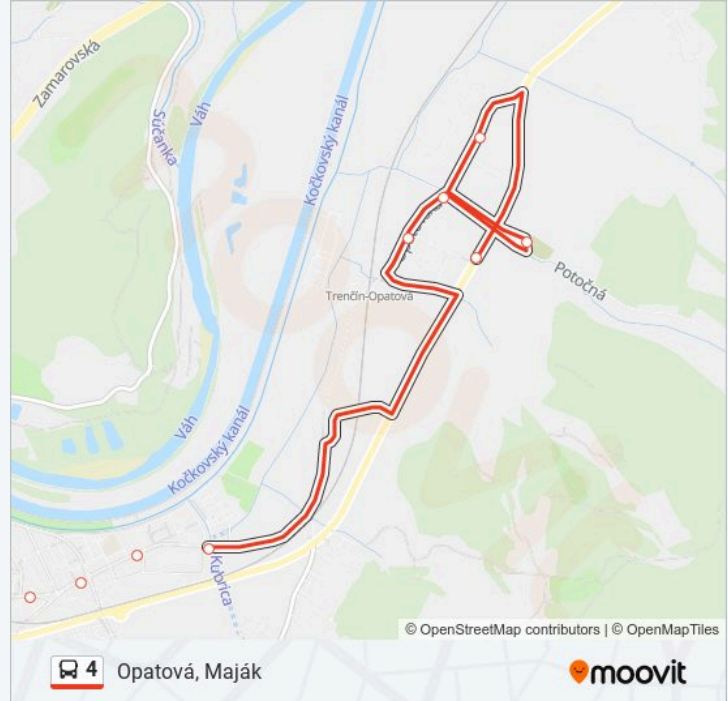 Zamarovská
Súčanka
Váh
Kočkovský kanál
Potočná
Trenčín-Opatová
Váh
Kočkovský kanál
Kubrica
© OpenStreetMap contributors | © OpenMapTiles
4 Opatová, Maják
moovit